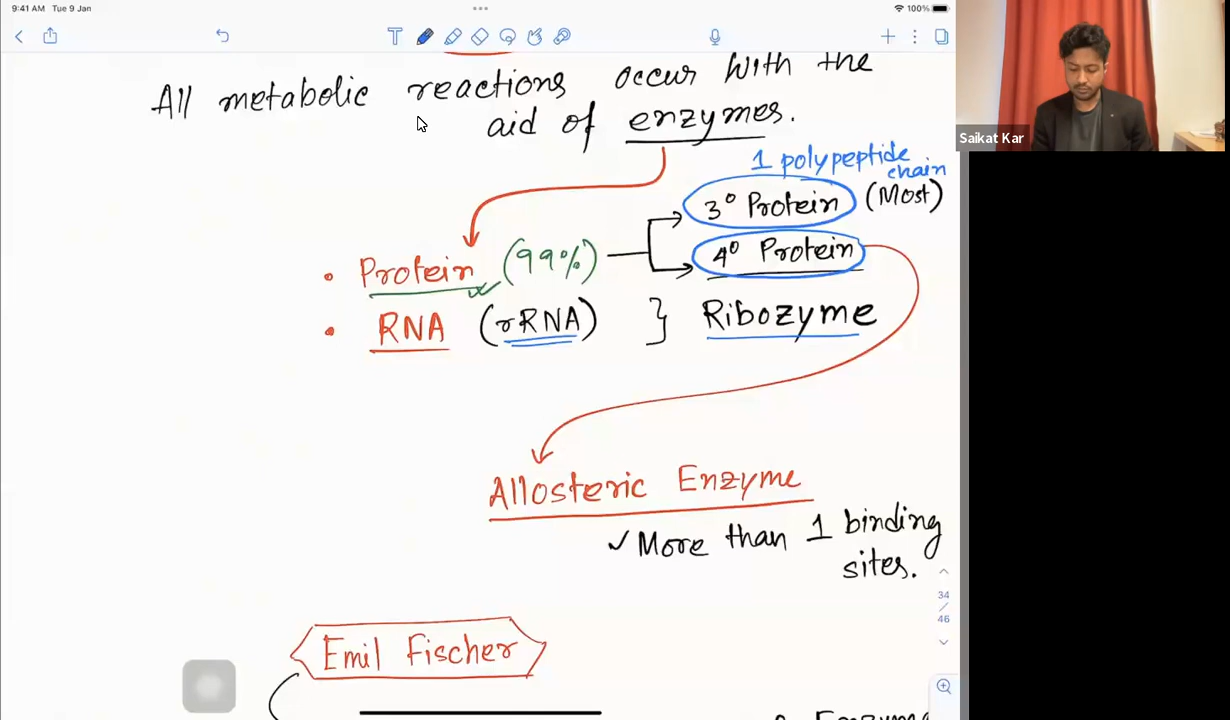 9:41 AM Tue 9 Jan
100%
All metabolic reactions occur with the
aid of enzymes.
1 polypeptide
chain
3° Protein (Most)
• Protein (99%)
4° Protein
• RNA (rRNA) } Ribozyme
Allosteric Enzyme
✓ More than 1 binding
sites.
34
/
46
Emil Fischer
• Enzyme
Saikat Kar